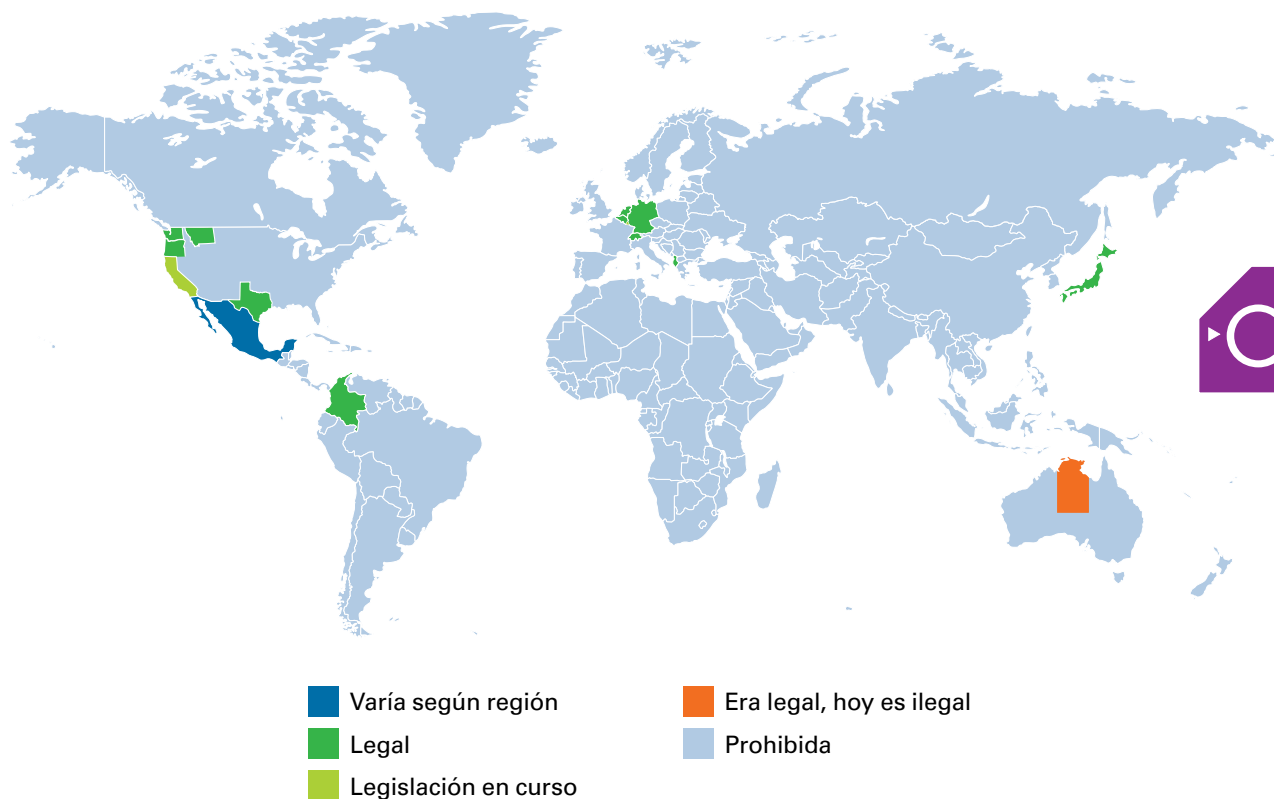 Varía según región
Legal
Legislación en curso
Era legal, hoy es ilegal
Prohibida